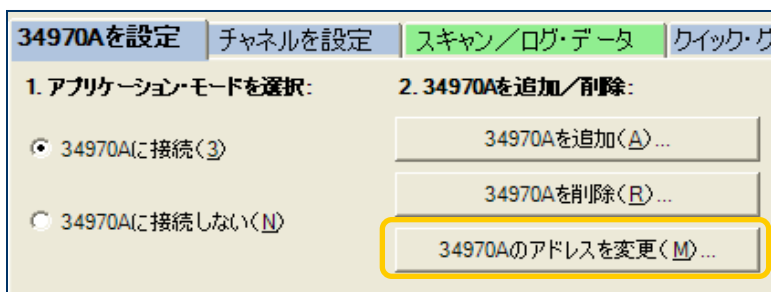 34970Aを設定 チャネルを設定 スキャン／ログ・データ クイック・
1. アプリケーション・モードを選択: 2. 34970Aを追加／削除:
34970Aに接続(3) 34970Aを追加(A)...
34970Aを削除(R)...
34970Aに接続しない(N)
34970Aのアドレスを変更(M)...